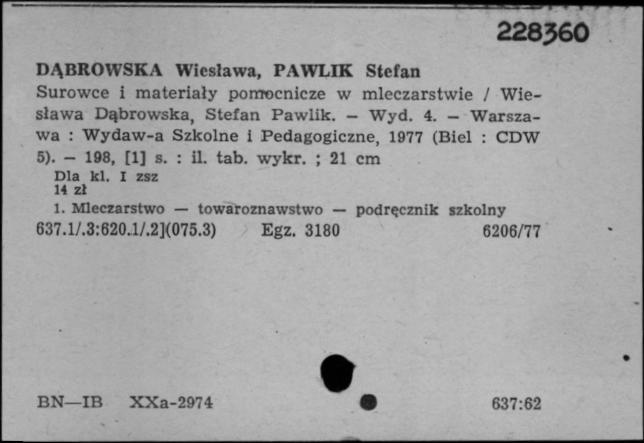 228360
DĄBROWSKA Wiesława, PAWLIK Stefan
Surowce i materiały pomocnicze w mleczarstwie / Wie-
sława Dąbrowska, Stefan Pawlik. — Wyd. 4. — Warsza-
wa : Wydaw-a Szkolne i Pedagogiczne, 1977 (Biel : CDW
5). — 198, [1] s. : il. tab. wykr. ; 21 cm
Dla kl. I zsz
14 zł
1. Mleczarstwo — towaroznawstwo — podręcznik szkolny
637.1/.3:620.1/.2](075.3) Egz. 3180 6206/77
BN—IB XXa-2974 637:62